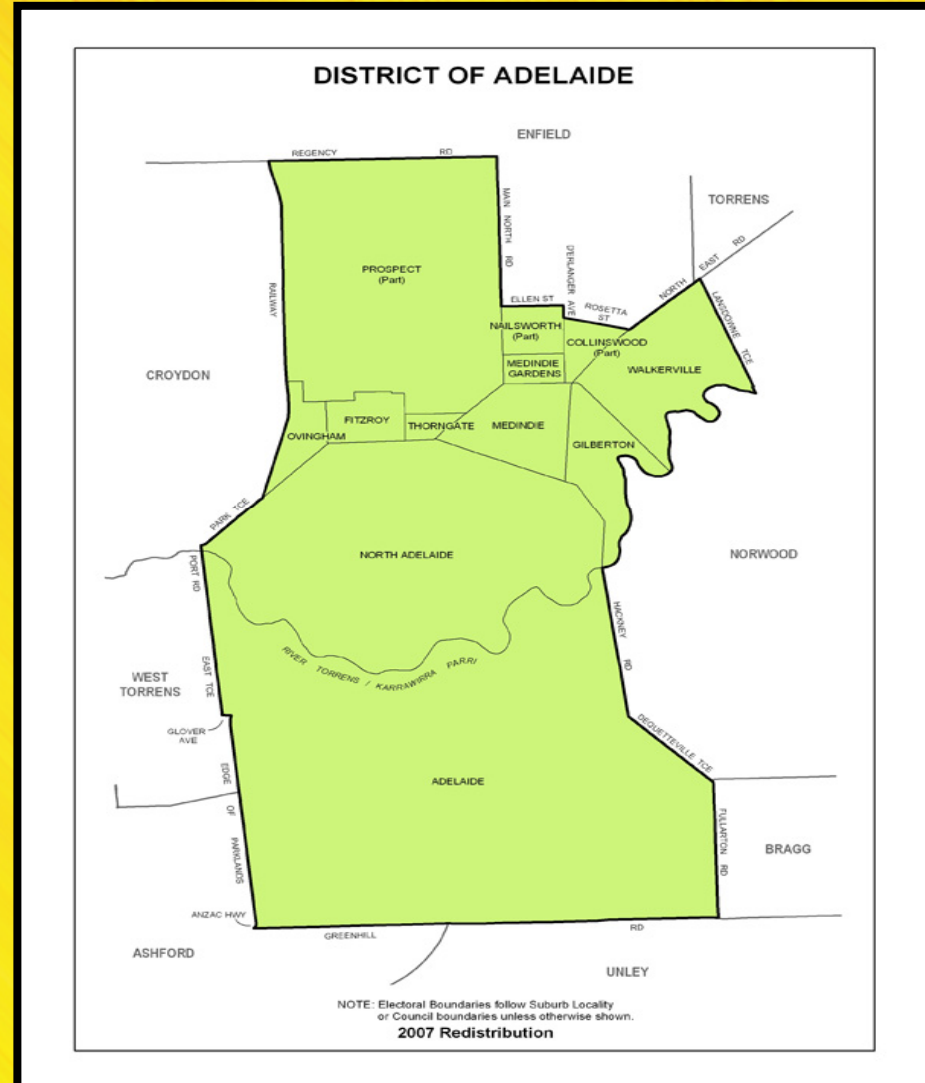 DISTRICT OF ADELAIDE
ENFIELD
REGENCY RD
TORRENS
MAIN NORTH RD
D'ERLANGER AVE
NORTH EAST RD
LANSDOWNE TCE
RAILWAY
PROSPECT
(Part)
ELLEN ST
ROSETTA
ST
NAILSWORTH
(Part)
COLLINSWOOD
(Part)
MEDINDIE
GARDENS
WALKERVILLE
CROYDON
FITZROY
THORNGATE
MEDINDIE
OVINGHAM
GILBERTON
PARK TCE
NORTH ADELAIDE
NORWOOD
PORT RD
HACKNEY RD
RIVER TORRENS / KARRAWIRRA PARRI
EAST TCE
WEST
TORRENS
GLOVER
AVE
DEQUETTEVILLE TCE
EDGE OF PARKLANDS
ADELAIDE
FULLARTON RD
BRAGG
ANZAC HWY
GREENHILL RD
ASHFORD
UNLEY
NOTE: Electoral Boundaries follow Suburb Locality
or Council boundaries unless otherwise shown.
2007 Redistribution